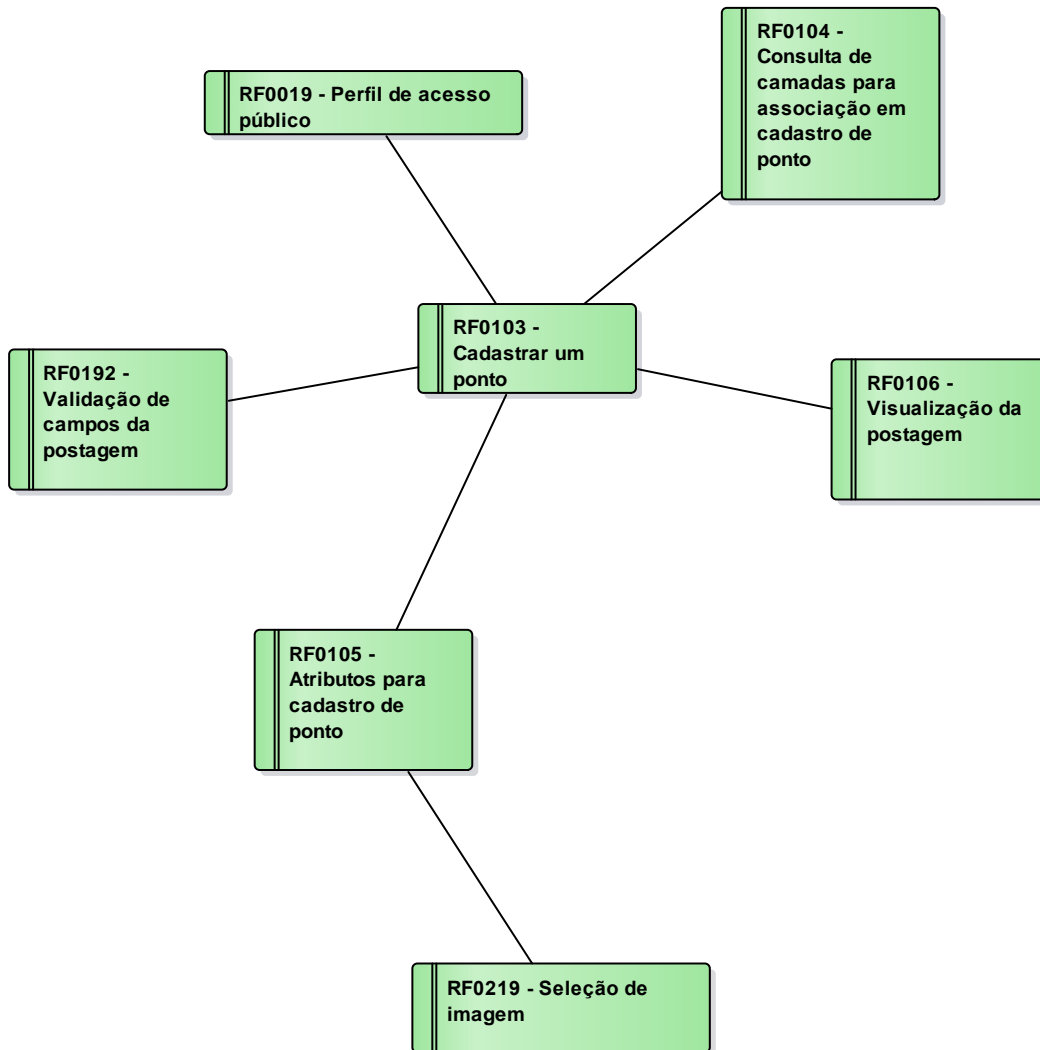 RF0104 -
Consulta de
camadas para
associação em
cadastro de
ponto
RF0019 - Perfil de acesso
público
RF0103 -
Cadastrar um
ponto
RF0192 -
Validação de
campos da
postagem
RF0106 -
Visualização da
postagem
RF0105 -
Atributos para
cadastro de
ponto
RF0219 - Seleção de
imagem